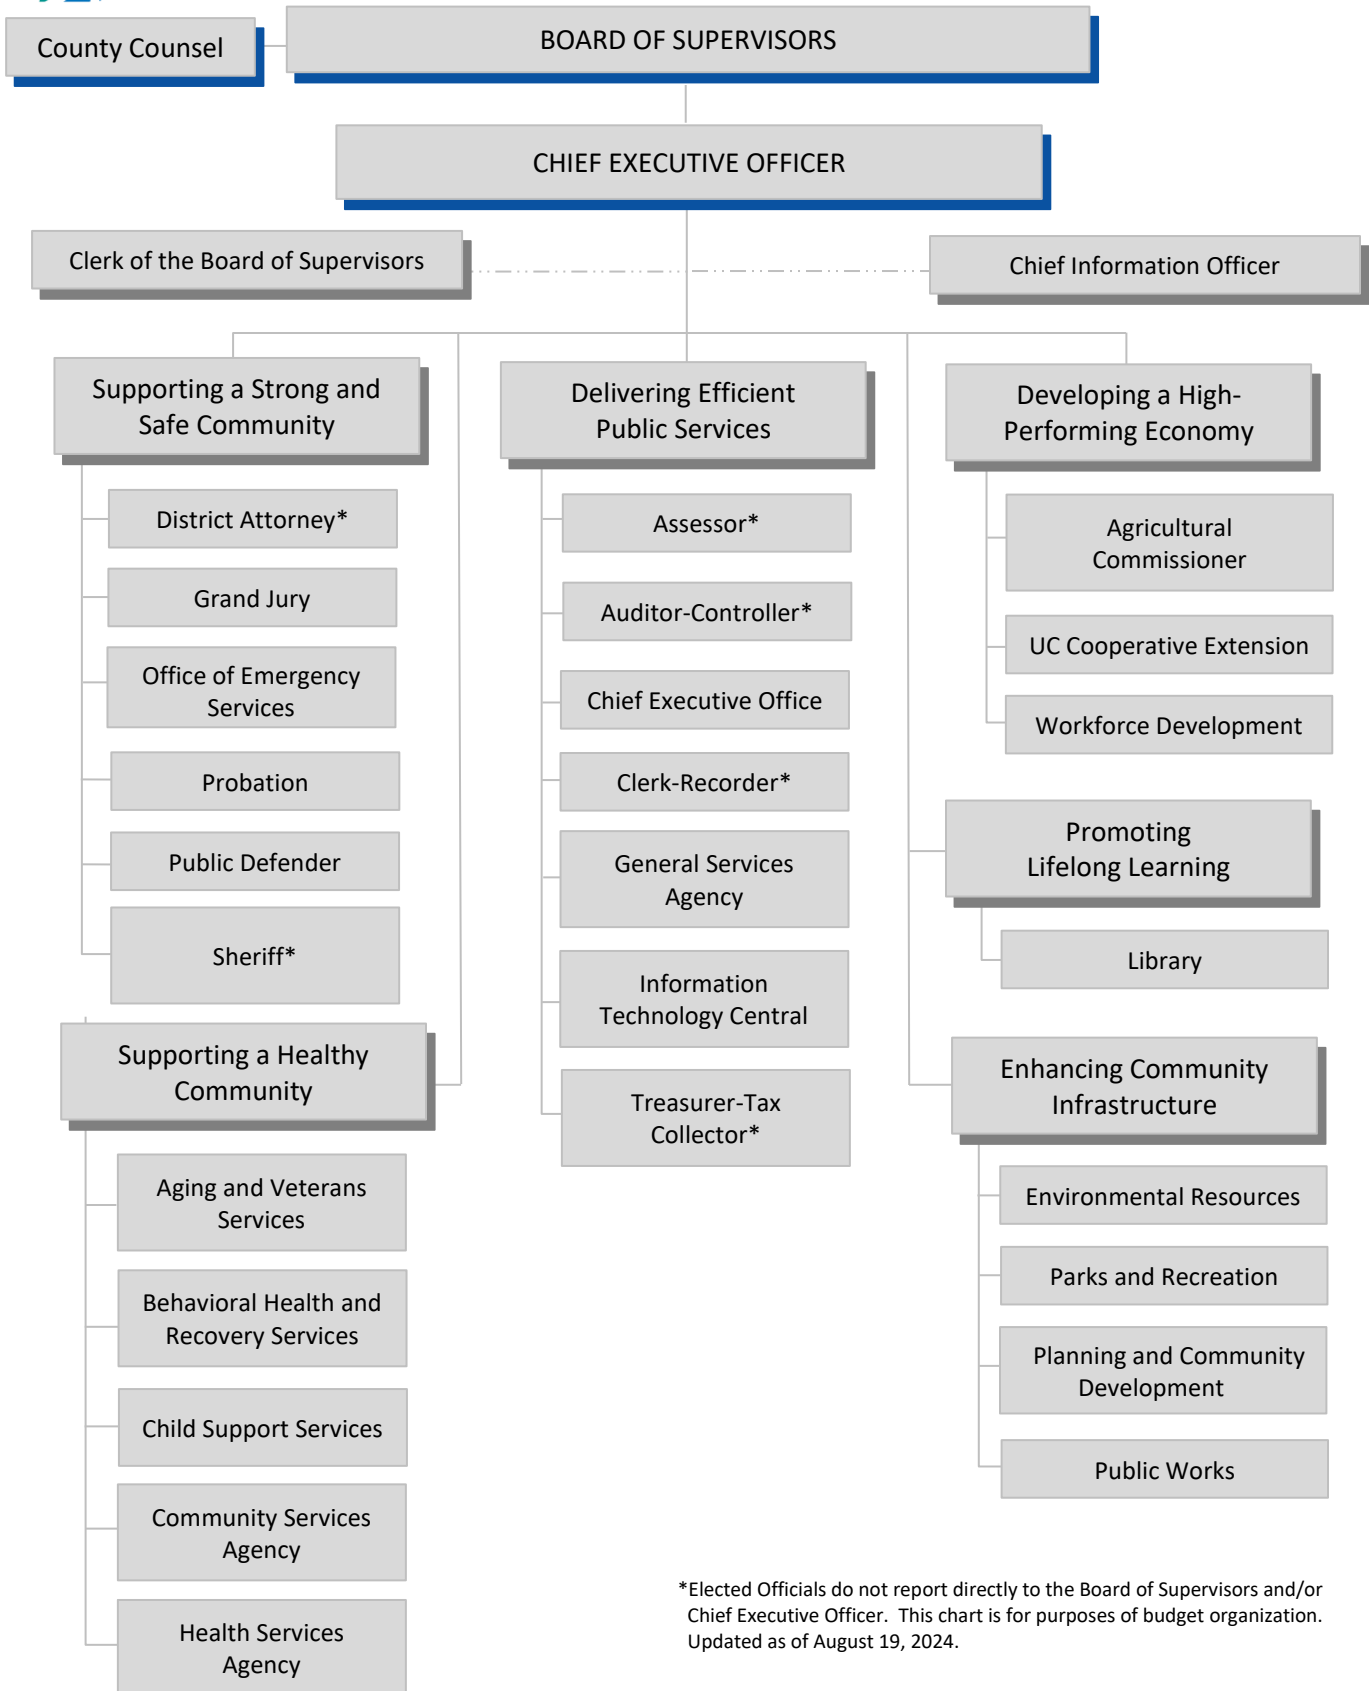 County Counsel
BOARD OF SUPERVISORS
CHIEF EXECUTIVE OFFICER
Clerk of the Board of Supervisors
Chief Information Officer
Supporting a Strong and
Safe Community
District Attorney*
Grand Jury
Office of Emergency
Services
Probation
Public Defender
Sheriff*
Supporting a Healthy
Community
Aging and Veterans
Services
Behavioral Health and
Recovery Services
Child Support Services
Community Services
Agency
Health Services
Agency
Delivering Efficient
Public Services
Assessor*
Auditor-Controller*
Chief Executive Office
Clerk-Recorder*
General Services
Agency
Information
Technology Central
Treasurer-Tax
Collector*
Developing a High-
Performing Economy
Agricultural
Commissioner
UC Cooperative Extension
Workforce Development
Promoting
Lifelong Learning
Library
Enhancing Community
Infrastructure
Environmental Resources
Parks and Recreation
Planning and Community
Development
Public Works
*Elected Officials do not report directly to the Board of Supervisors and/or
Chief Executive Officer.  This chart is for purposes of budget organization.
Updated as of August 19, 2024.